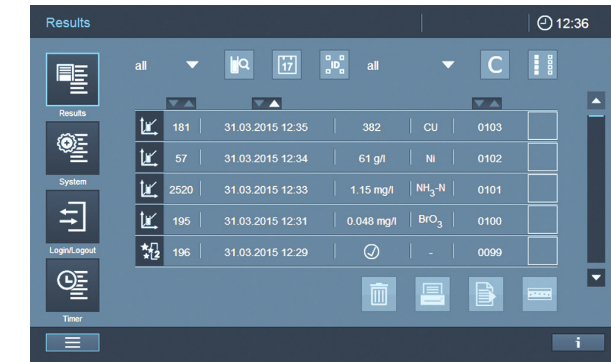 Results 12:36
all 17 ID all C
Results
181 31.03.2015 12:35 382 CU 0103
57 31.03.2015 12:34 61 g/l Ni 0102
System
2520 31.03.2015 12:33 1.15 mg/l NH3-N 0101
195 31.03.2015 12:31 0.048 mg/l BrO3 0100
Login/Logout
196 31.03.2015 12:29 - 0099
2
Timer
i